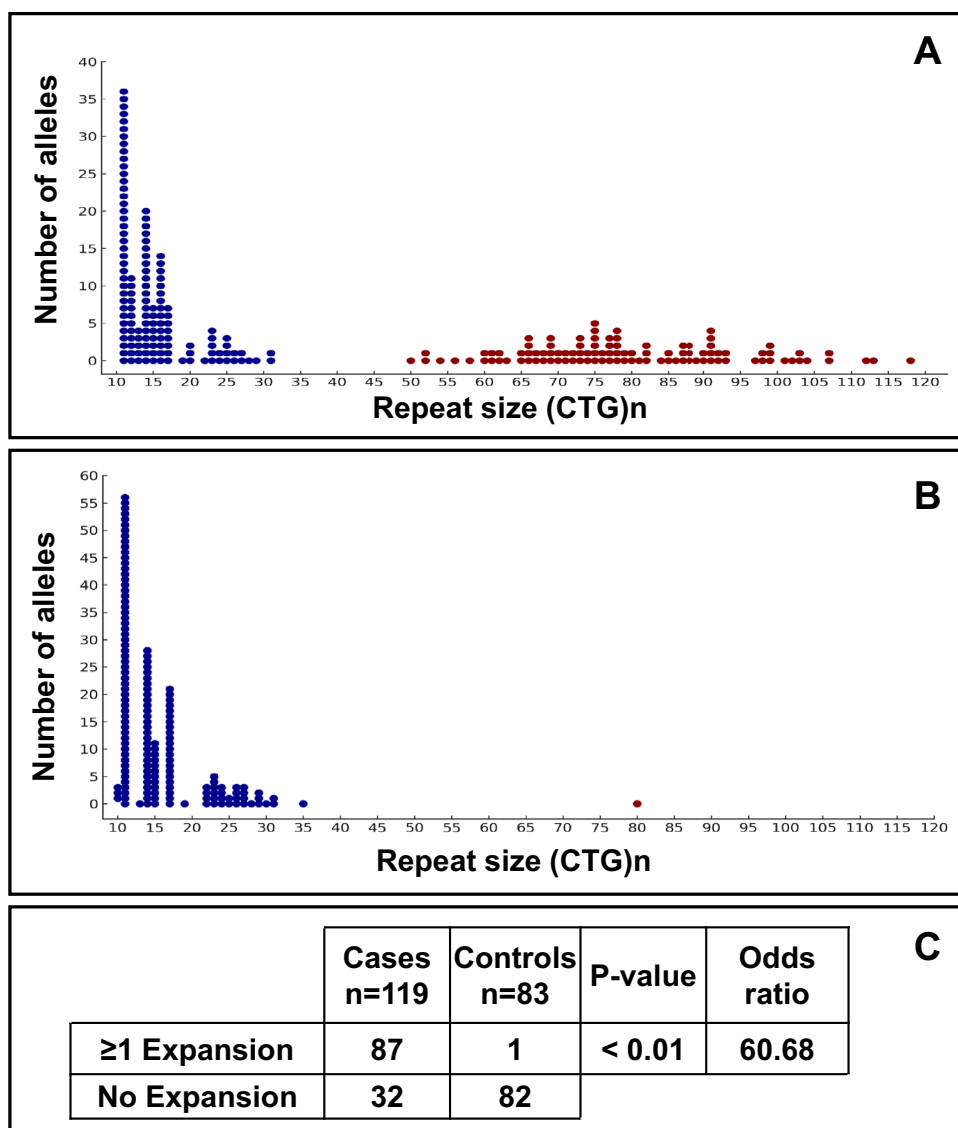 A
Number of alleles
40
35
30
25
20
15
10
5
0
10 15 20 25 30 35 40 45 50 55 60 65 70 75 80 85 90 95 100 105 110 115 120
Repeat size (CTG)n
B
Number of alleles
60
55
50
45
40
35
30
25
20
15
10
5
0
10 15 20 25 30 35 40 45 50 55 60 65 70 75 80 85 90 95 100 105 110 115 120
Repeat size (CTG)n
C
Cases Controls P-value Odds
n=119 n=83 ratio
≥1 Expansion 87 1 < 0.01 60.68
No Expansion 32 82